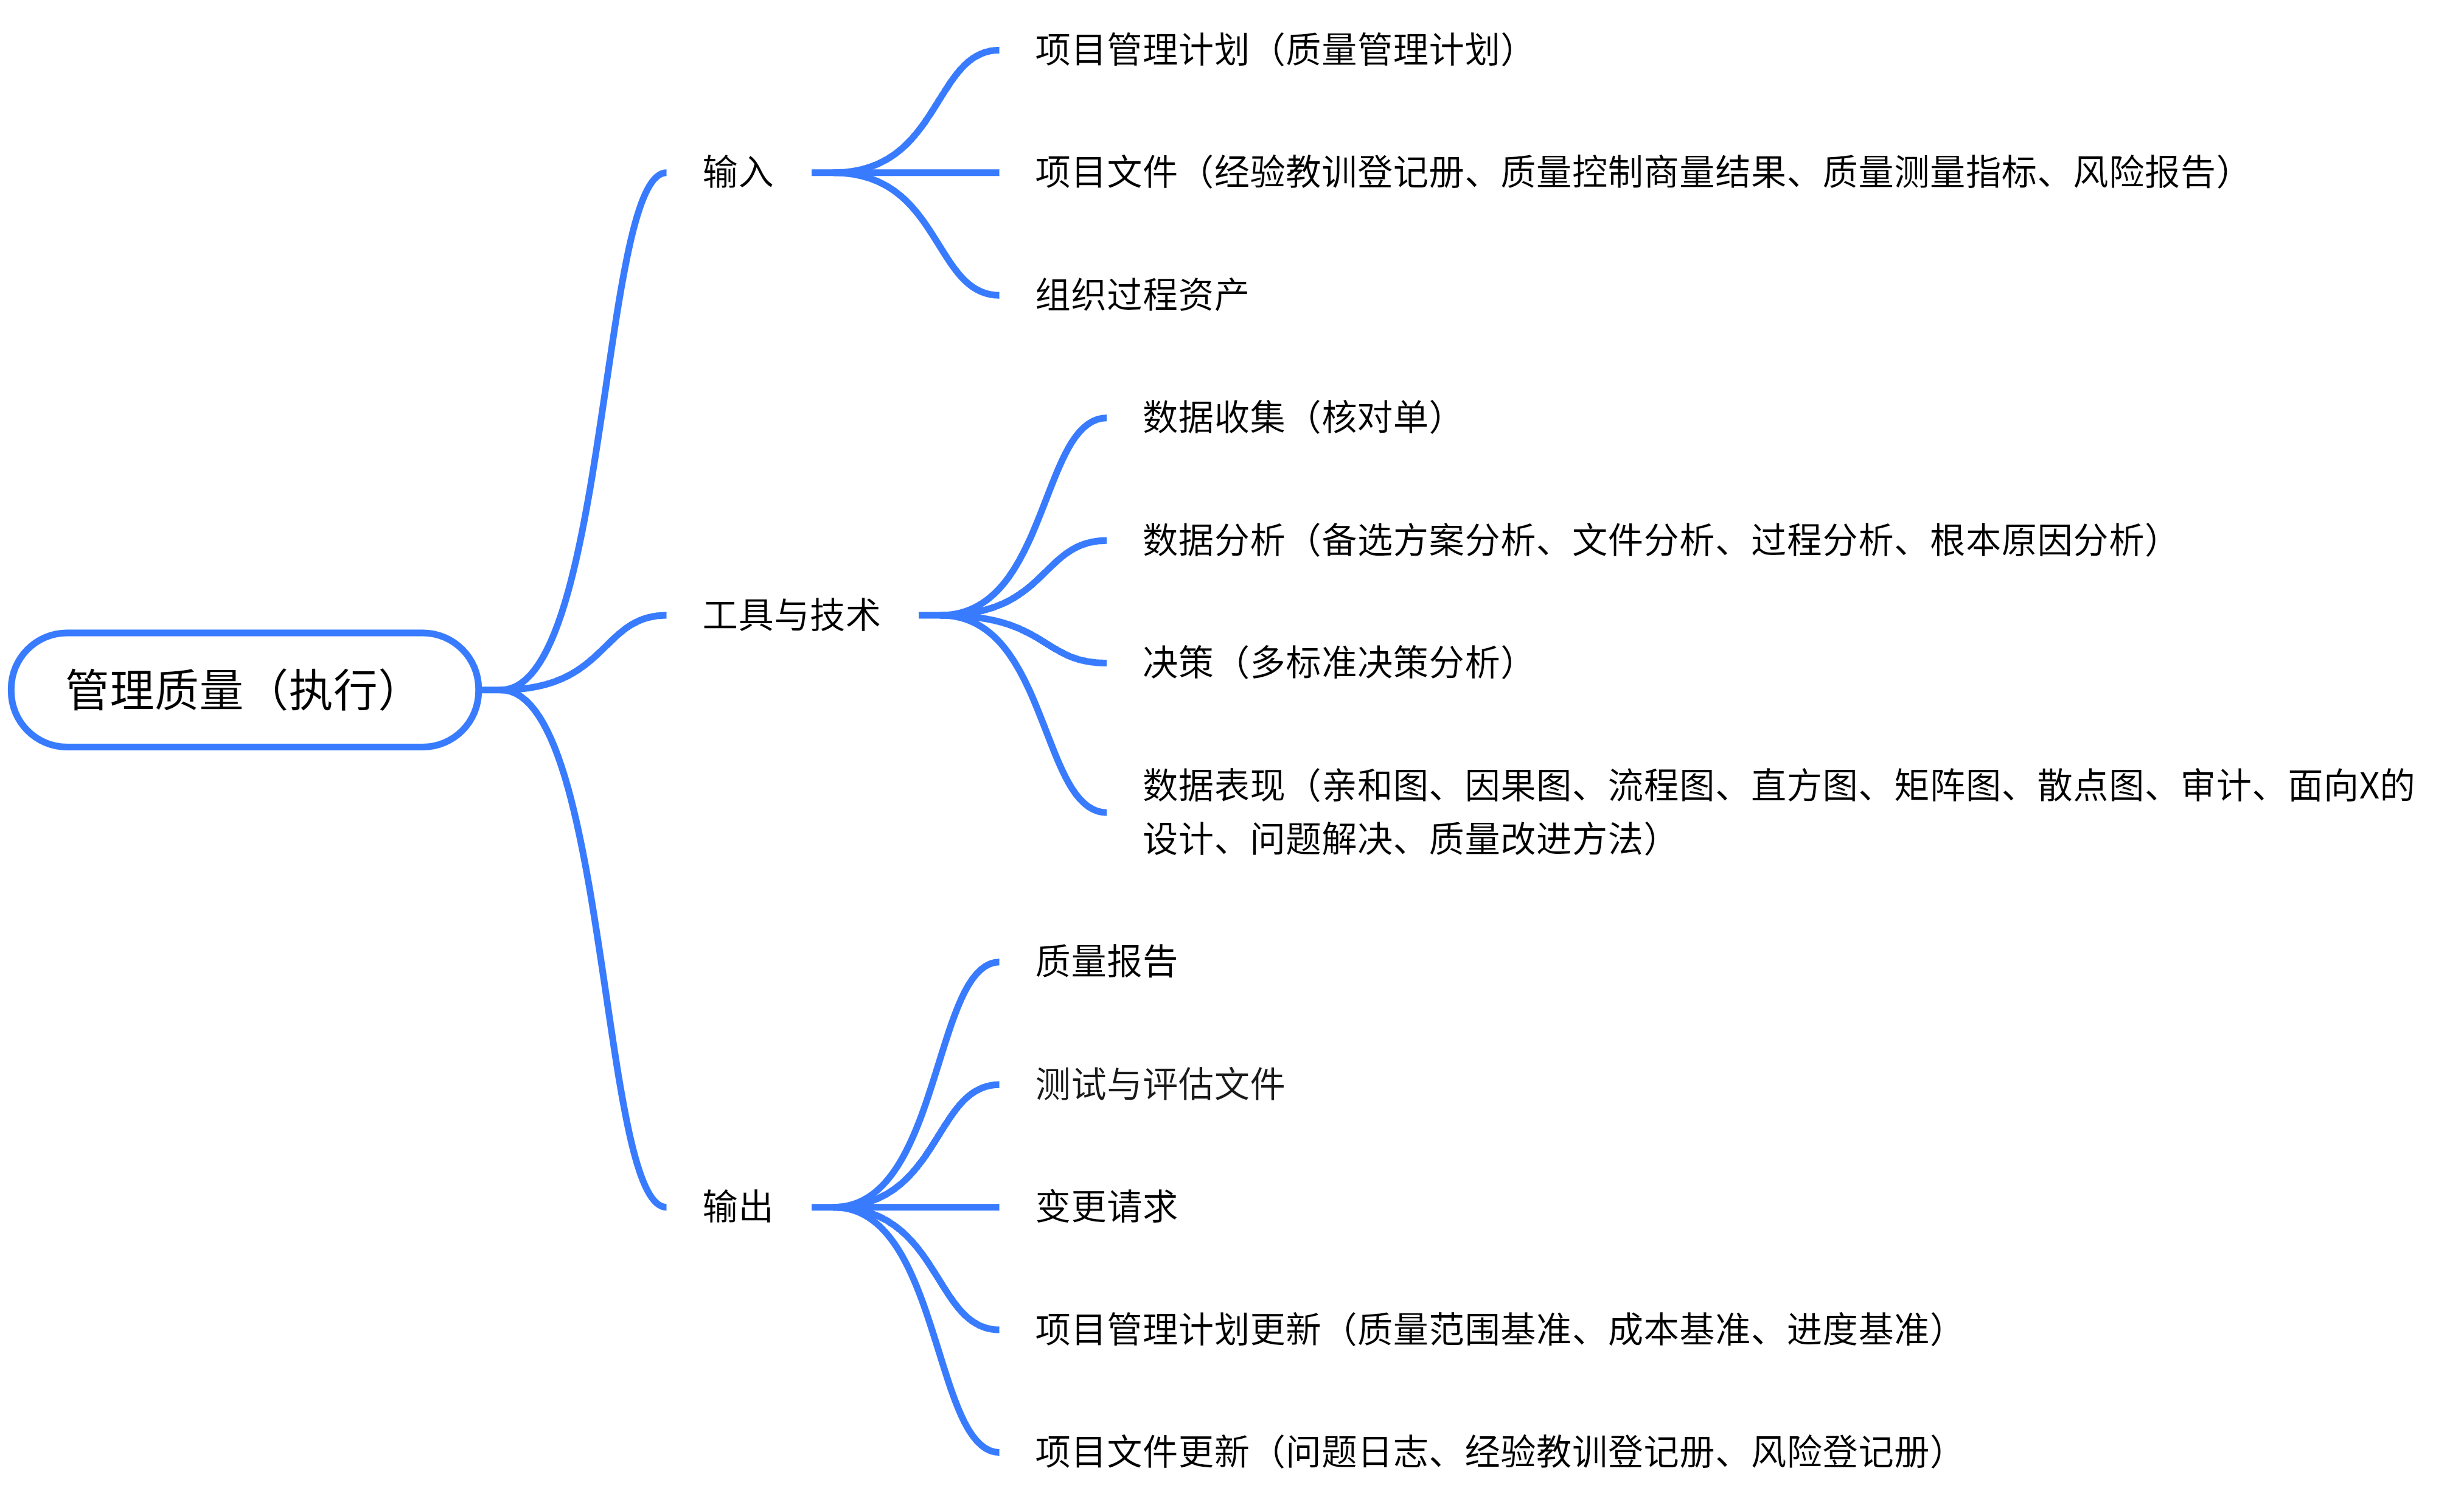 项目管理计划（质量管理计划）
输入
项目文件（经验教训登记册、质量控制商量结果、质量测量指标、风险报告）
组织过程资产
数据收集（核对单）
数据分析（备选方案分析、文件分析、过程分析、根本原因分析）
工具与技术
决策（多标准决策分析）
管理质量（执行）
数据表现（亲和图、因果图、流程图、直方图、矩阵图、散点图、审计、面向X的
设计、问题解决、质量改进方法）
质量报告
测试与评估文件
输出
变更请求
项目管理计划更新（质量范围基准、成本基准、进度基准）
项目文件更新（问题日志、经验教训登记册、风险登记册）